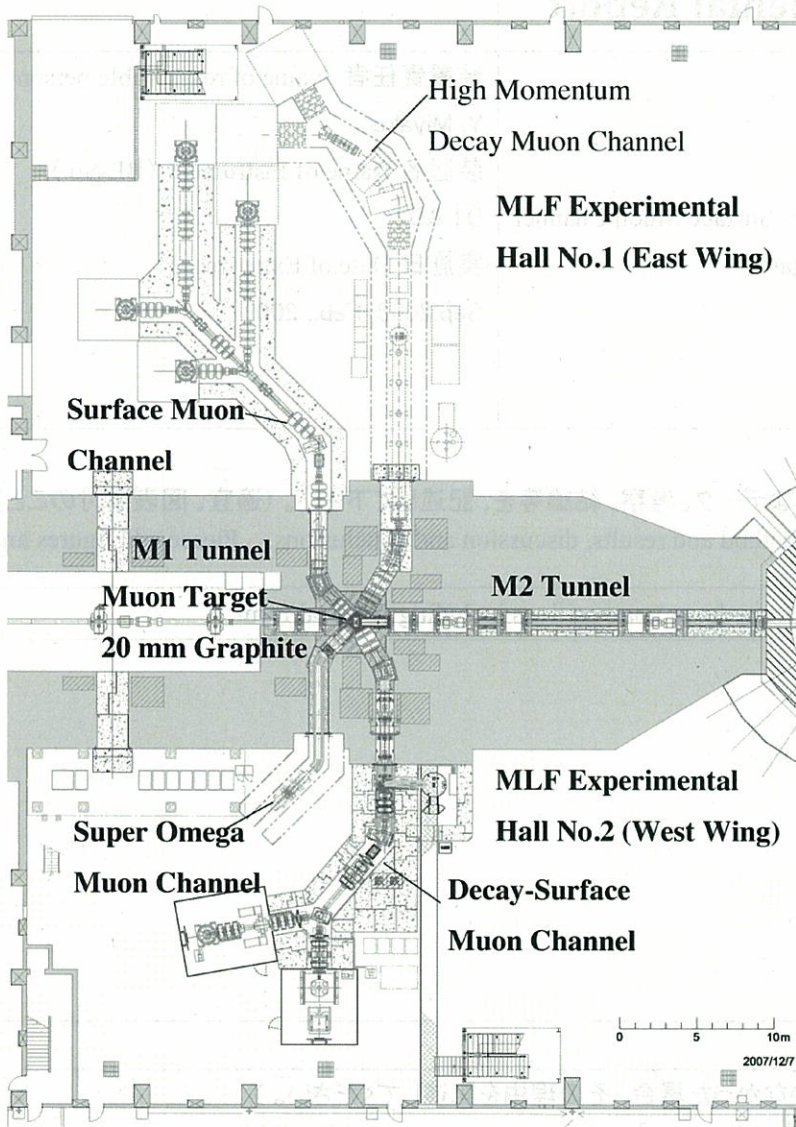 High Momentum
Decay Muon Channel
MLF Experimental
Hall No.1 (East Wing)
Surface Muon
Channel
M1 Tunnel
M2 Tunnel
Muon Target
20 mm Graphite
MLF Experimental
Hall No.2 (West Wing)
Super Omega
Muon Channel
Decay-Surface
Muon Channel
0 5 10m
2007/12/7